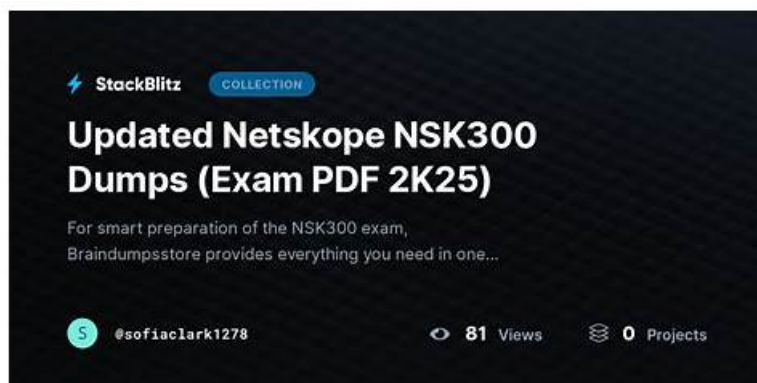 StackBlitz COLLECTION
Updated Netskope NSK300
Dumps (Exam PDF 2K25)
For smart preparation of the NSK300 exam,
Braindumpsstore provides everything you need in one...
S @sofiaclark1278 81 Views 0 Projects